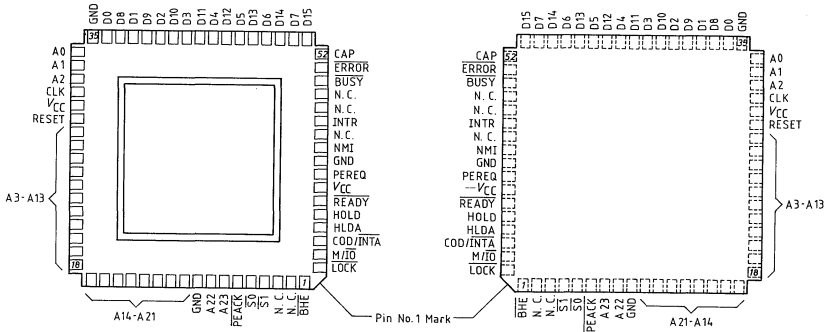 GND D0 D8 D1 D9 D2 D10 D3 D11 D4 D12 D5 D13 D6 D14 D7 D15
35
52
A0
A1
A2
CLK
VCC
RESET
A3-A13
18
CAP
ERROR
BUSY
N.C.
N.C.
INTR
N.C.
NMI
GND
PEREQ
VCC
READY
HOLD
HLDA
COD/INTA
M/IO
LOCK
1
A14-A21
GND A22 A23 PEACK S0 S1 N.C. N.C. BHE
Pin No.1 Mark
D15 D7 D14 D6 D13 D5 D12 D4 D11 D3 D10 D2 D9 D1 D8 D0 GND
52
39
CAP
ERROR
BUSY
N.C.
N.C.
INTR
N.C.
NMI
GND
PEREQ
--VCC
READY
HOLD
HLDA
COD/INTA
M/IO
LOCK
A0
A1
A2
CLK
VCC
RESET
A3-A13
18
1
BHE N.C. N.C. S1 S0 PEACK A23 A22 GND
A21-A14